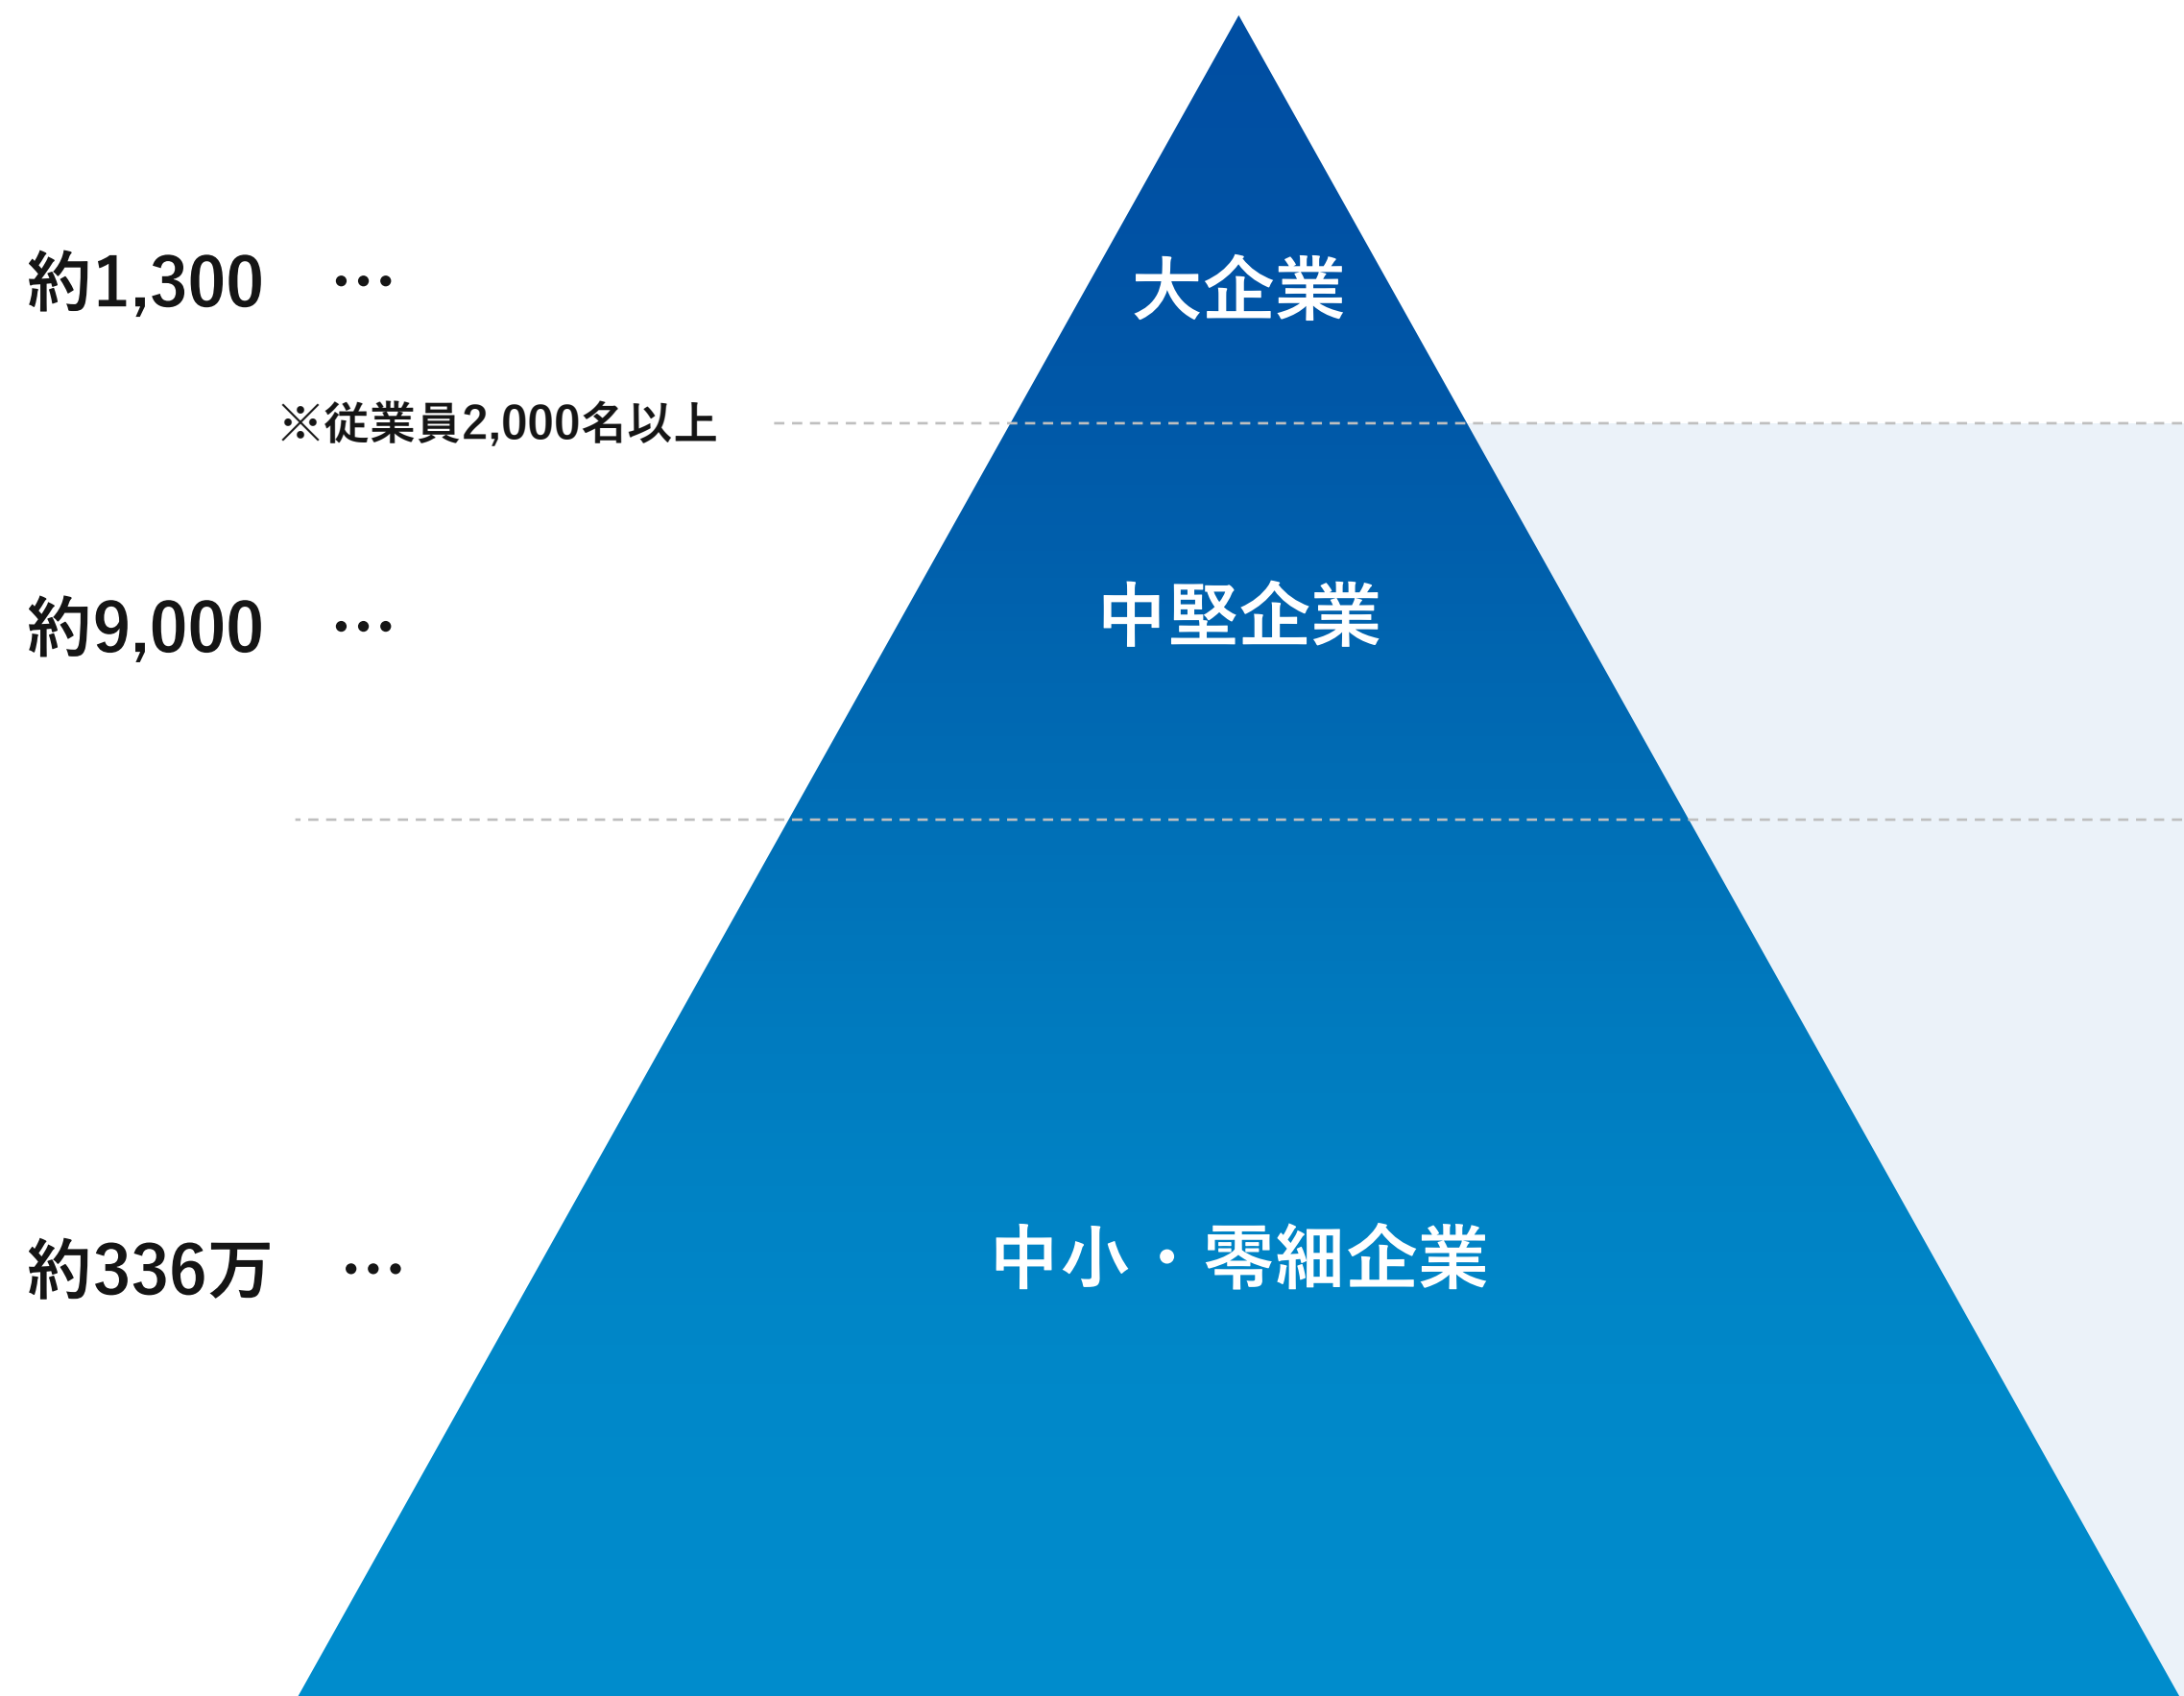 約1,300 ・・・ 大企業
※従業員2,000名以上
約9,000 ・・・ 中堅企業
約336万 ・・・ 中小・零細企業